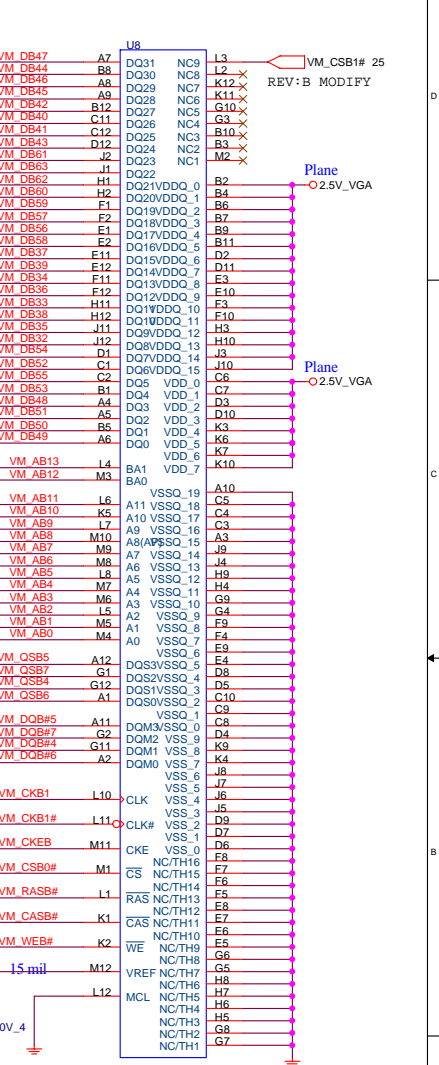 U8
VM_DB47 A7 DQ31 NC9 L3 VM_CSB1# 25
VM_DB44 B8 DQ30 NC8 L2
VM_DB46 A8 DQ29 NC7 K12 REV:B MODIFY
VM_DB45 A9 DQ28 NC6 K11
VM_DB42 B12 DQ27 NC5 G10
VM_DB40 C11 DQ26 NC4 G3
VM_DB41 C12 DQ25 NC3 B10
VM_DB43 D12 DQ24 NC2 B3
VM_DB61 J2 DQ23 NC1 M2
VM_DB63 J1 DQ22 Plane
VM_DB62 H1 DQ21 VDDQ_0 B2 2.5V_VGA
VM_DB60 H2 DQ20 VDDQ_1 B4
VM_DB59 F1 DQ19 VDDQ_2 B6
VM_DB57 F2 DQ18 VDDQ_3 B7
VM_DB56 E1 DQ17 VDDQ_4 B9
VM_DB58 E2 DQ16 VDDQ_5 B11
VM_DB37 E11 DQ15 VDDQ_6 D2
VM_DB39 E12 DQ14 VDDQ_7 D11
VM_DB34 F11 DQ13 VDDQ_8 E3
VM_DB36 F12 DQ12 VDDQ_9 E10
VM_DB33 H11 DQ11 VDDQ_10 F3
VM_DB38 H12 DQ10 VDDQ_11 F10
VM_DB35 J11 DQ9 VDDQ_12 H3
VM_DB32 J12 DQ8 VDDQ_13 H10
VM_DB54 D1 DQ7 VDDQ_14 J3
VM_DB52 C1 DQ6 VDDQ_15 J10 Plane
VM_DB55 C2 DQ5 VDD_0 C6 2.5V_VGA
VM_DB53 B1 DQ4 VDD_1 C7
VM_DB48 A4 DQ3 VDD_2 D3
VM_DB51 A5 DQ2 VDD_3 D10
VM_DB50 B5 DQ1 VDD_4 K3
VM_DB49 A6 DQ0 VDD_5 K6
VDD_6 K7
VM_AB13 L4 BA1 VDD_7 K10
VM_AB12 M3 BA0
VSSQ_19 A10
VM_AB11 L6 A11 VSSQ_18 C5
VM_AB10 K5 A10 VSSQ_17 C4
VM_AB9 L7 A9 VSSQ_16 C3
VM_AB8 M10 A8(AP) VSSQ_15 A3
VM_AB7 M9 A7 VSSQ_14 J9
VM_AB6 M8 A6 VSSQ_13 J4
VM_AB5 L8 A5 VSSQ_12 H9
VM_AB4 M7 A4 VSSQ_11 H4
VM_AB3 M6 A3 VSSQ_10 G9
VM_AB2 L5 A2 VSSQ_9 G4
VM_AB1 M5 A1 VSSQ_8 F9
VM_AB0 M4 A0 VSSQ_7 F4
VSSQ_6 E9
VM_QSB5 A12 DQS3 VSSQ_5 E4
VM_QSB7 G1 DQS2 VSSQ_4 D8
VM_QSB4 G12 DQS1 VSSQ_3 D5
VM_QSB6 A1 DQS0 VSSQ_2 C10
VSSQ_1 C9
VM_DQB#5 A11 DQM3 VSSQ_0 C8
VM_DQB#7 G2 DQM2 VSS_9 D4
VM_DQB#4 G11 DQM1 VSS_8 K9
VM_DQB#6 A2 DQM0 VSS_7 K4
VSS_6 J8
VSS_5 J7
VM_CKB1 L10 CLK VSS_4 J6
VSS_3 J5
VM_CKB1# L11 CLK# VSS_2 D9
VSS_1 D7
VM_CKEB M11 CKE VSS_0 D6
NC/TH16 F8
VM_CSB0# M1 CS NC/TH15 F7
NC/TH14 F6
VM_RASB# L1 RAS NC/TH13 F5
NC/TH12 E8
VM_CASB# K1 CAS NC/TH11 E7
NC/TH10 E6
VM_WEB# K2 WE NC/TH9 E5
NC/TH8 G6
15 mil M12 VREF NC/TH7 G5
NC/TH6 H8
L12 MCL NC/TH5 H7
NC/TH4 H6
0V_4 NC/TH3 H5
NC/TH2 G8
NC/TH1 G7
D
C
B